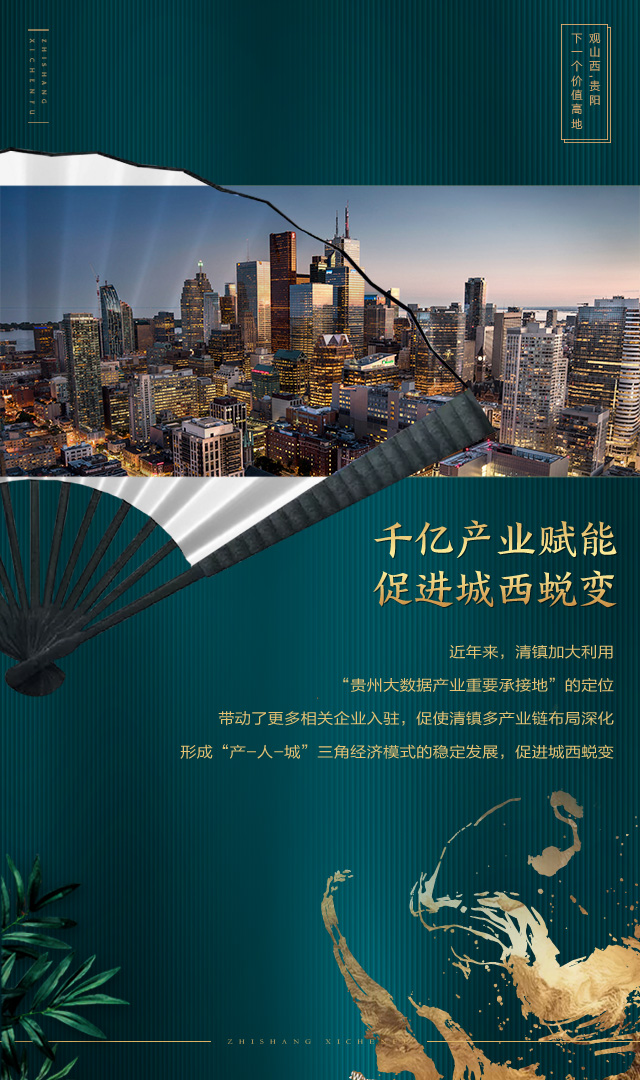 ZHISHANG
XICHENFU
观山西·贵阳
下一个价值高地
千亿产业赋能
促进城西蜕变
近年来，清镇加大利用
“贵州大数据产业重要承接地”的定位
带动了更多相关企业入驻，促使清镇多产业链布局深化
形成“产-人-城”三角经济模式的稳定发展，促进城西蜕变
ZHISHANG XICHE